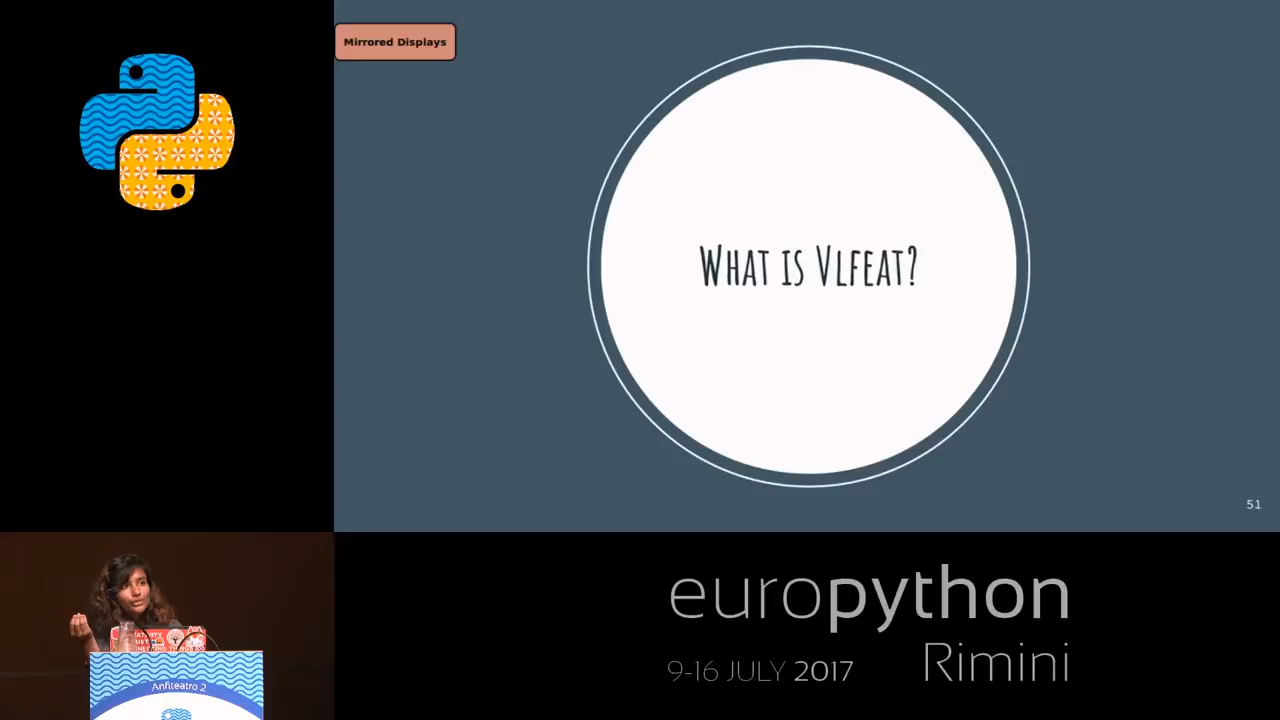 Mirrored Displays
What is Vlfeat?
51
europython
9-16 JULY 2017
Rimini
Anfiteatro 2